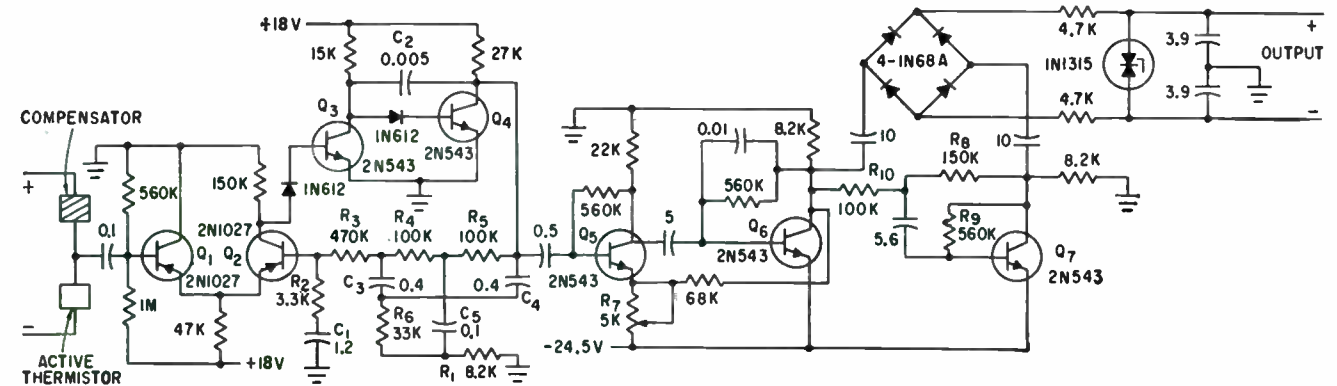 +18V
15K
C2
0.005
27K
Q3
Q4
1N612
2N543
2N543
COMPENSATOR
+
560K
150K
1N612
0.1
Q1
2N1027
Q2
2N1027
1M
47K
+18V
-
ACTIVE
THERMISTOR
R3
470K
R4
100K
R5
100K
R2
3.3K
C1
1.2
C3
0.4
0.4
C4
R6
33K
C5
0.1
R1 8.2K
22K
560K
0.5
Q5
2N543
5
R7
5K
68K
-24.5V
0.01
8.2K
560K
Q6
2N543
10
R10
100K
5.6
R8
150K
R9
560K
Q7
2N543
10
8.2K
4-1N68A
4.7K
4.7K
1N1315
3.9
3.9
+
OUTPUT
-